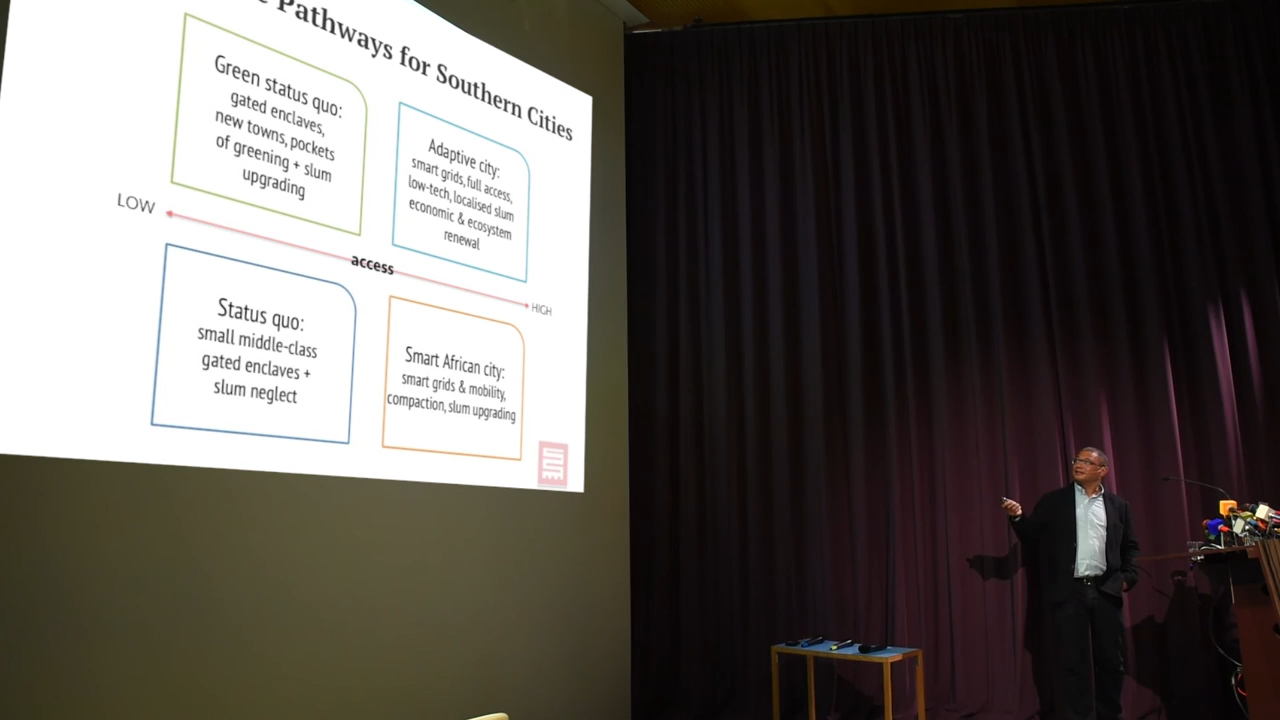 Pathways for Southern Cities
Green status quo:
gated enclaves,
new towns, pockets
of greening + slum
upgrading
Adaptive city:
smart grids, full access,
low-tech, localised slum
economic & ecosystem
renewal
LOW
access
HIGH
Status quo:
small middle-class
gated enclaves +
slum neglect
Smart African city:
smart grids & mobility,
compaction, slum upgrading